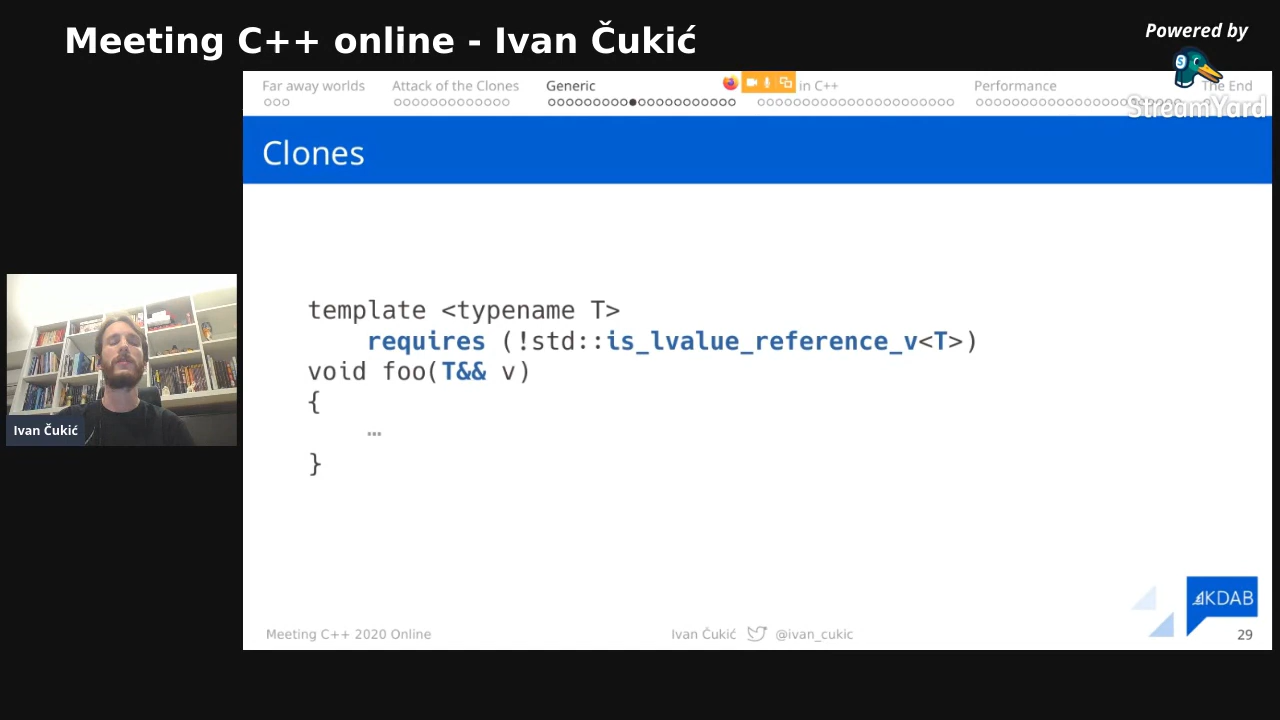 Meeting C++ online - Ivan Čukić
Powered by
StreamYard
Far away worlds
Attack of the Clones
Generic
in C++
Performance
The End
Clones
template <typename T>
requires (!std::is_lvalue_reference_v<T>)
void foo(T&& v)
{
…
}
Ivan Čukić
KDAB
Meeting C++ 2020 Online
Ivan Čukić @ivan_cukic
29